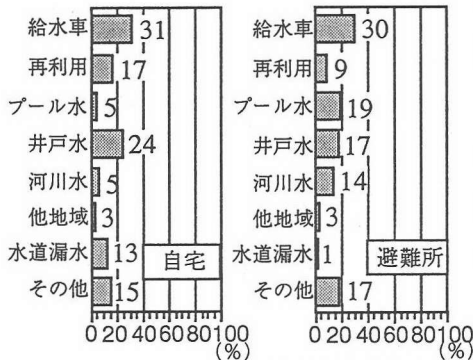 給水車 31
再利用 17
プール水 5
井戸水 24
河川水 5
他地域 3
水道漏水 13
その他 15
自宅
0 20 40 60 80 100
(%)
給水車 30
再利用 9
プール水 19
井戸水 17
河川水 14
他地域 3
水道漏水 1
その他 17
避難所
0 20 40 60 80 100
(%)